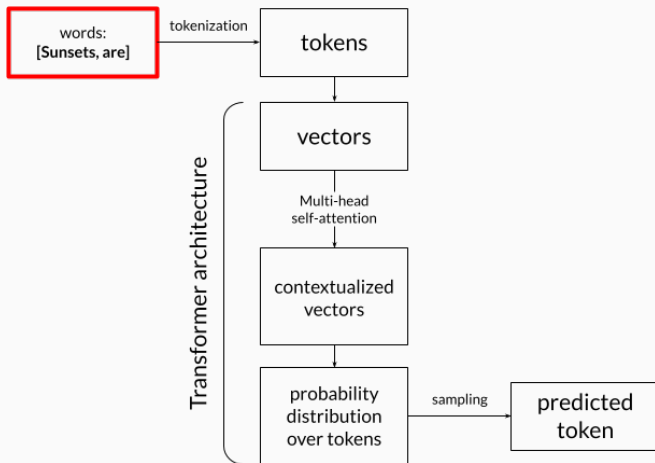 words:
[Sunsets, are]
tokenization
tokens
vectors
Multi-head
self-attention
Transformer architecture
contextualized
vectors
probability
distribution
over tokens
sampling
predicted
token